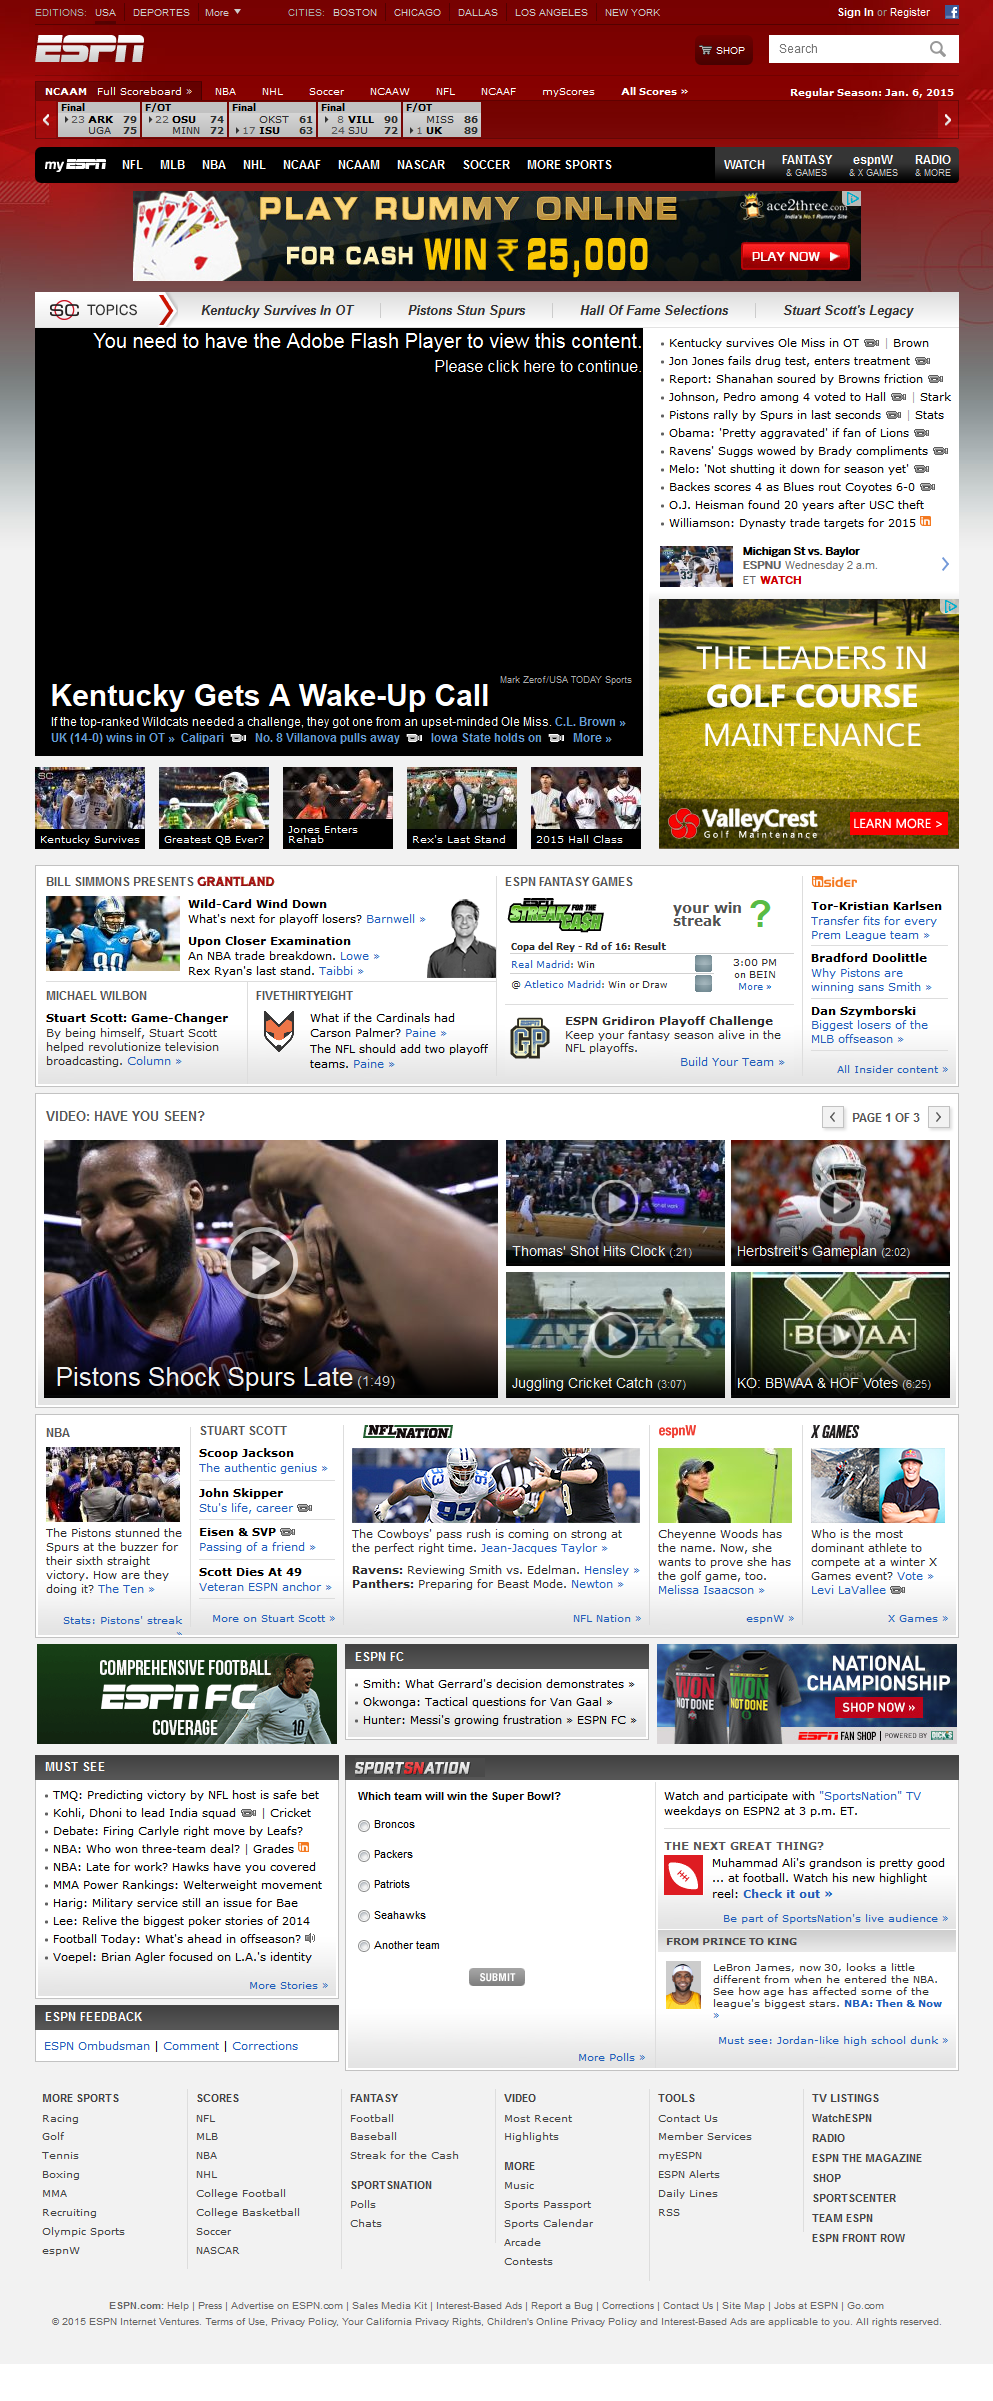 EDITIONS: USA DEPORTES More CITIES: BOSTON CHICAGO DALLAS LOS ANGELES NEW YORK Sign In or Register
ESPN
SHOP Search
NCAAM Full Scoreboard » NBA NHL Soccer NCAAW NFL NCAAF myScores All Scores » Regular Season: Jan. 6, 2015
Final F/OT Final Final F/OT
23 ARK 79 22 OSU 74 OKST 61 8 VILL 90 MISS 86
UGA 75 MINN 72 17 ISU 63 24 SJU 72 1 UK 89
my ESPN NFL MLB NBA NHL NCAAF NCAAM NASCAR SOCCER MORE SPORTS WATCH FANTASY & GAMES espnW & X GAMES RADIO & MORE
PLAY RUMMY ONLINE
FOR CASH WIN ₹ 25,000
ace2three.com
India's No.1 Rummy Site
PLAY NOW
SC TOPICS Kentucky Survives In OT Pistons Stun Spurs Hall Of Fame Selections Stuart Scott's Legacy
You need to have the Adobe Flash Player to view this content.
Please click here to continue.
Mark Zerof/USA TODAY Sports
Kentucky Gets A Wake-Up Call
If the top-ranked Wildcats needed a challenge, they got one from an upset-minded Ole Miss. C.L. Brown »
UK (14-0) wins in OT » Calipari No. 8 Villanova pulls away Iowa State holds on More »
Kentucky Survives
Greatest QB Ever?
Jones Enters
Rehab
Rex's Last Stand
2015 Hall Class
Kentucky survives Ole Miss in OT | Brown
Jon Jones fails drug test, enters treatment
Report: Shanahan soured by Browns friction
Johnson, Pedro among 4 voted to Hall | Stark
Pistons rally by Spurs in last seconds | Stats
Obama: 'Pretty aggravated' if fan of Lions
Ravens' Suggs wowed by Brady compliments
Melo: 'Not shutting it down for season yet'
Backes scores 4 as Blues rout Coyotes 6-0
O.J. Heisman found 20 years after USC theft
Williamson: Dynasty trade targets for 2015 in
Michigan St vs. Baylor
ESPNU Wednesday 2 a.m.
ET WATCH
THE LEADERS IN
GOLF COURSE
MAINTENANCE
ValleyCrest
Golf Maintenance
LEARN MORE >
BILL SIMMONS PRESENTS GRANTLAND
Wild-Card Wind Down
What's next for playoff losers? Barnwell »
Upon Closer Examination
An NBA trade breakdown. Lowe »
Rex Ryan's last stand. Taibbi »
MICHAEL WILBON
Stuart Scott: Game-Changer
By being himself, Stuart Scott
helped revolutionize television
broadcasting. Column »
FIVETHIRTYEIGHT
What if the Cardinals had
Carson Palmer? Paine »
The NFL should add two playoff
teams. Paine »
ESPN FANTASY GAMES
STREAK FOR THE CASH
your win
streak ?
Copa del Rey - Rd of 16: Result
Real Madrid: Win
@ Atletico Madrid: Win or Draw
3:00 PM
on BEIN
More »
GP
ESPN Gridiron Playoff Challenge
Keep your fantasy season alive in the
NFL playoffs.
Build Your Team »
insider
Tor-Kristian Karlsen
Transfer fits for every
Prem League team »
Bradford Doolittle
Why Pistons are
winning sans Smith »
Dan Szymborski
Biggest losers of the
MLB offseason »
All Insider content »
VIDEO: HAVE YOU SEEN? PAGE 1 OF 3
Pistons Shock Spurs Late (1:49)
Thomas' Shot Hits Clock (:21)
Herbstreit's Gameplan (2:02)
Juggling Cricket Catch (3:07)
BBWAA
KO: BBWAA & HOF Votes (6:25)
NBA
The Pistons stunned the
Spurs at the buzzer for
their sixth straight
victory. How are they
doing it? The Ten »
Stats: Pistons' streak
»
STUART SCOTT
Scoop Jackson
The authentic genius »
John Skipper
Stu's life, career
Eisen & SVP
Passing of a friend »
Scott Dies At 49
Veteran ESPN anchor »
More on Stuart Scott »
NFL NATION
The Cowboys' pass rush is coming on strong at
the perfect right time. Jean-Jacques Taylor »
Ravens: Reviewing Smith vs. Edelman. Hensley »
Panthers: Preparing for Beast Mode. Newton »
NFL Nation »
espnW
Cheyenne Woods has
the name. Now, she
wants to prove she has
the golf game, too.
Melissa Isaacson »
espnW »
X GAMES
Who is the most
dominant athlete to
compete at a winter X
Games event? Vote »
Levi LaVallee
X Games »
COMPREHENSIVE FOOTBALL
ESPN FC
COVERAGE
10
ESPN FC
Smith: What Gerrard's decision demonstrates »
Okwonga: Tactical questions for Van Gaal »
Hunter: Messi's growing frustration » ESPN FC »
WON NOT DONE
WON NOT DONE
NATIONAL
CHAMPIONSHIP
SHOP NOW »
ESPN FAN SHOP | POWERED BY DICK'S
MUST SEE
TMQ: Predicting victory by NFL host is safe bet
Kohli, Dhoni to lead India squad | Cricket
Debate: Firing Carlyle right move by Leafs?
NBA: Who won three-team deal? | Grades in
NBA: Late for work? Hawks have you covered
MMA Power Rankings: Welterweight movement
Harig: Military service still an issue for Bae
Lee: Relive the biggest poker stories of 2014
Football Today: What's ahead in offseason?
Voepel: Brian Agler focused on L.A.'s identity
More Stories »
ESPN FEEDBACK
ESPN Ombudsman | Comment | Corrections
SPORTSNATION
Which team will win the Super Bowl?
Broncos
Packers
Patriots
Seahawks
Another team
SUBMIT
More Polls »
Watch and participate with "SportsNation" TV
weekdays on ESPN2 at 3 p.m. ET.
THE NEXT GREAT THING?
Muhammad Ali's grandson is pretty good
... at football. Watch his new highlight
reel: Check it out »
Be part of SportsNation's live audience »
FROM PRINCE TO KING
LeBron James, now 30, looks a little
different from when he entered the NBA.
See how age has affected some of the
league's biggest stars. NBA: Then & Now
»
Must see: Jordan-like high school dunk »
MORE SPORTS
Racing
Golf
Tennis
Boxing
MMA
Recruiting
Olympic Sports
espnW
SCORES
NFL
MLB
NBA
NHL
College Football
College Basketball
Soccer
NASCAR
FANTASY
Football
Baseball
Streak for the Cash
SPORTSNATION
Polls
Chats
VIDEO
Most Recent
Highlights
MORE
Music
Sports Passport
Sports Calendar
Arcade
Contests
TOOLS
Contact Us
Member Services
myESPN
ESPN Alerts
Daily Lines
RSS
TV LISTINGS
WatchESPN
RADIO
ESPN THE MAGAZINE
SHOP
SPORTSCENTER
TEAM ESPN
ESPN FRONT ROW
ESPN.com: Help | Press | Advertise on ESPN.com | Sales Media Kit | Interest-Based Ads | Report a Bug | Corrections | Contact Us | Site Map | Jobs at ESPN | Go.com
© 2015 ESPN Internet Ventures. Terms of Use, Privacy Policy, Your California Privacy Rights, Children's Online Privacy Policy and Interest-Based Ads are applicable to you. All rights reserved.